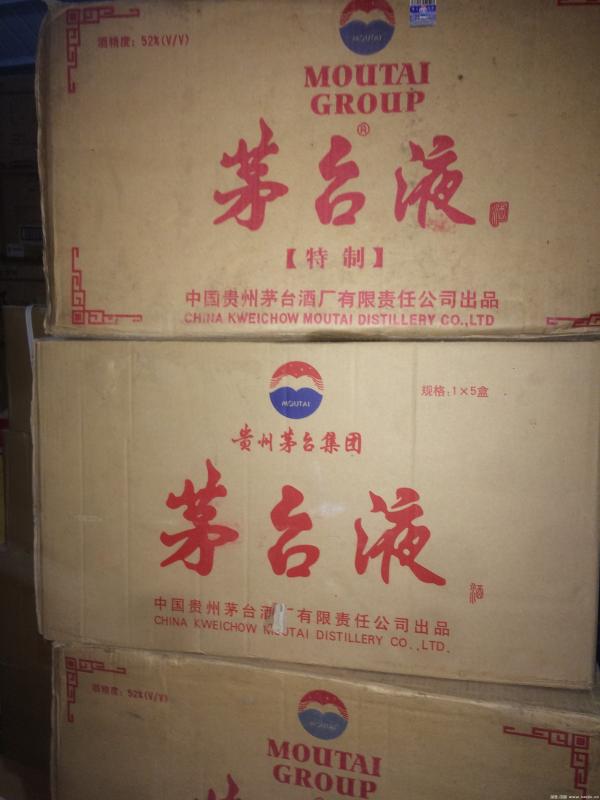 酒精度：52%(V/V)
MOUTAI
MOUTAI
GROUP
®
茅台液
酒
【特制】
中国贵州茅台酒厂有限责任公司出品
CHINA KWEICHOW MOUTAI DISTILLERY CO.,LTD
MOUTAI
规格：1×5盒
贵州茅台集团
茅台液
酒
中国贵州茅台酒厂有限责任公司出品
CHINA KWEICHOW MOUTAI DISTILLERY CO.,LTD.
酒精度：52%(V/V)
MOUTAI
MOUTAI
GROUP